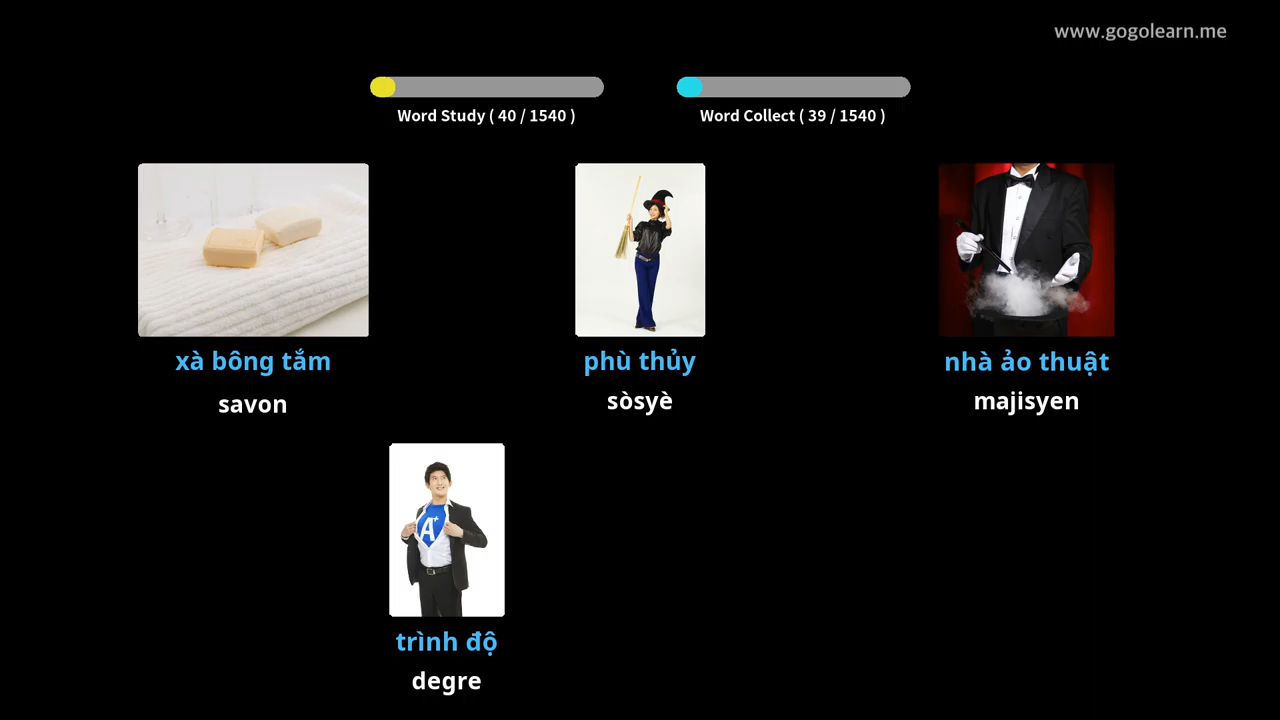 www.gogolearn.me
Word Study ( 40 / 1540 )
Word Collect ( 39 / 1540 )
xà bông tắm
savon
phù thủy
sòsyè
nhà ảo thuật
majisyen
A+
trình độ
degre